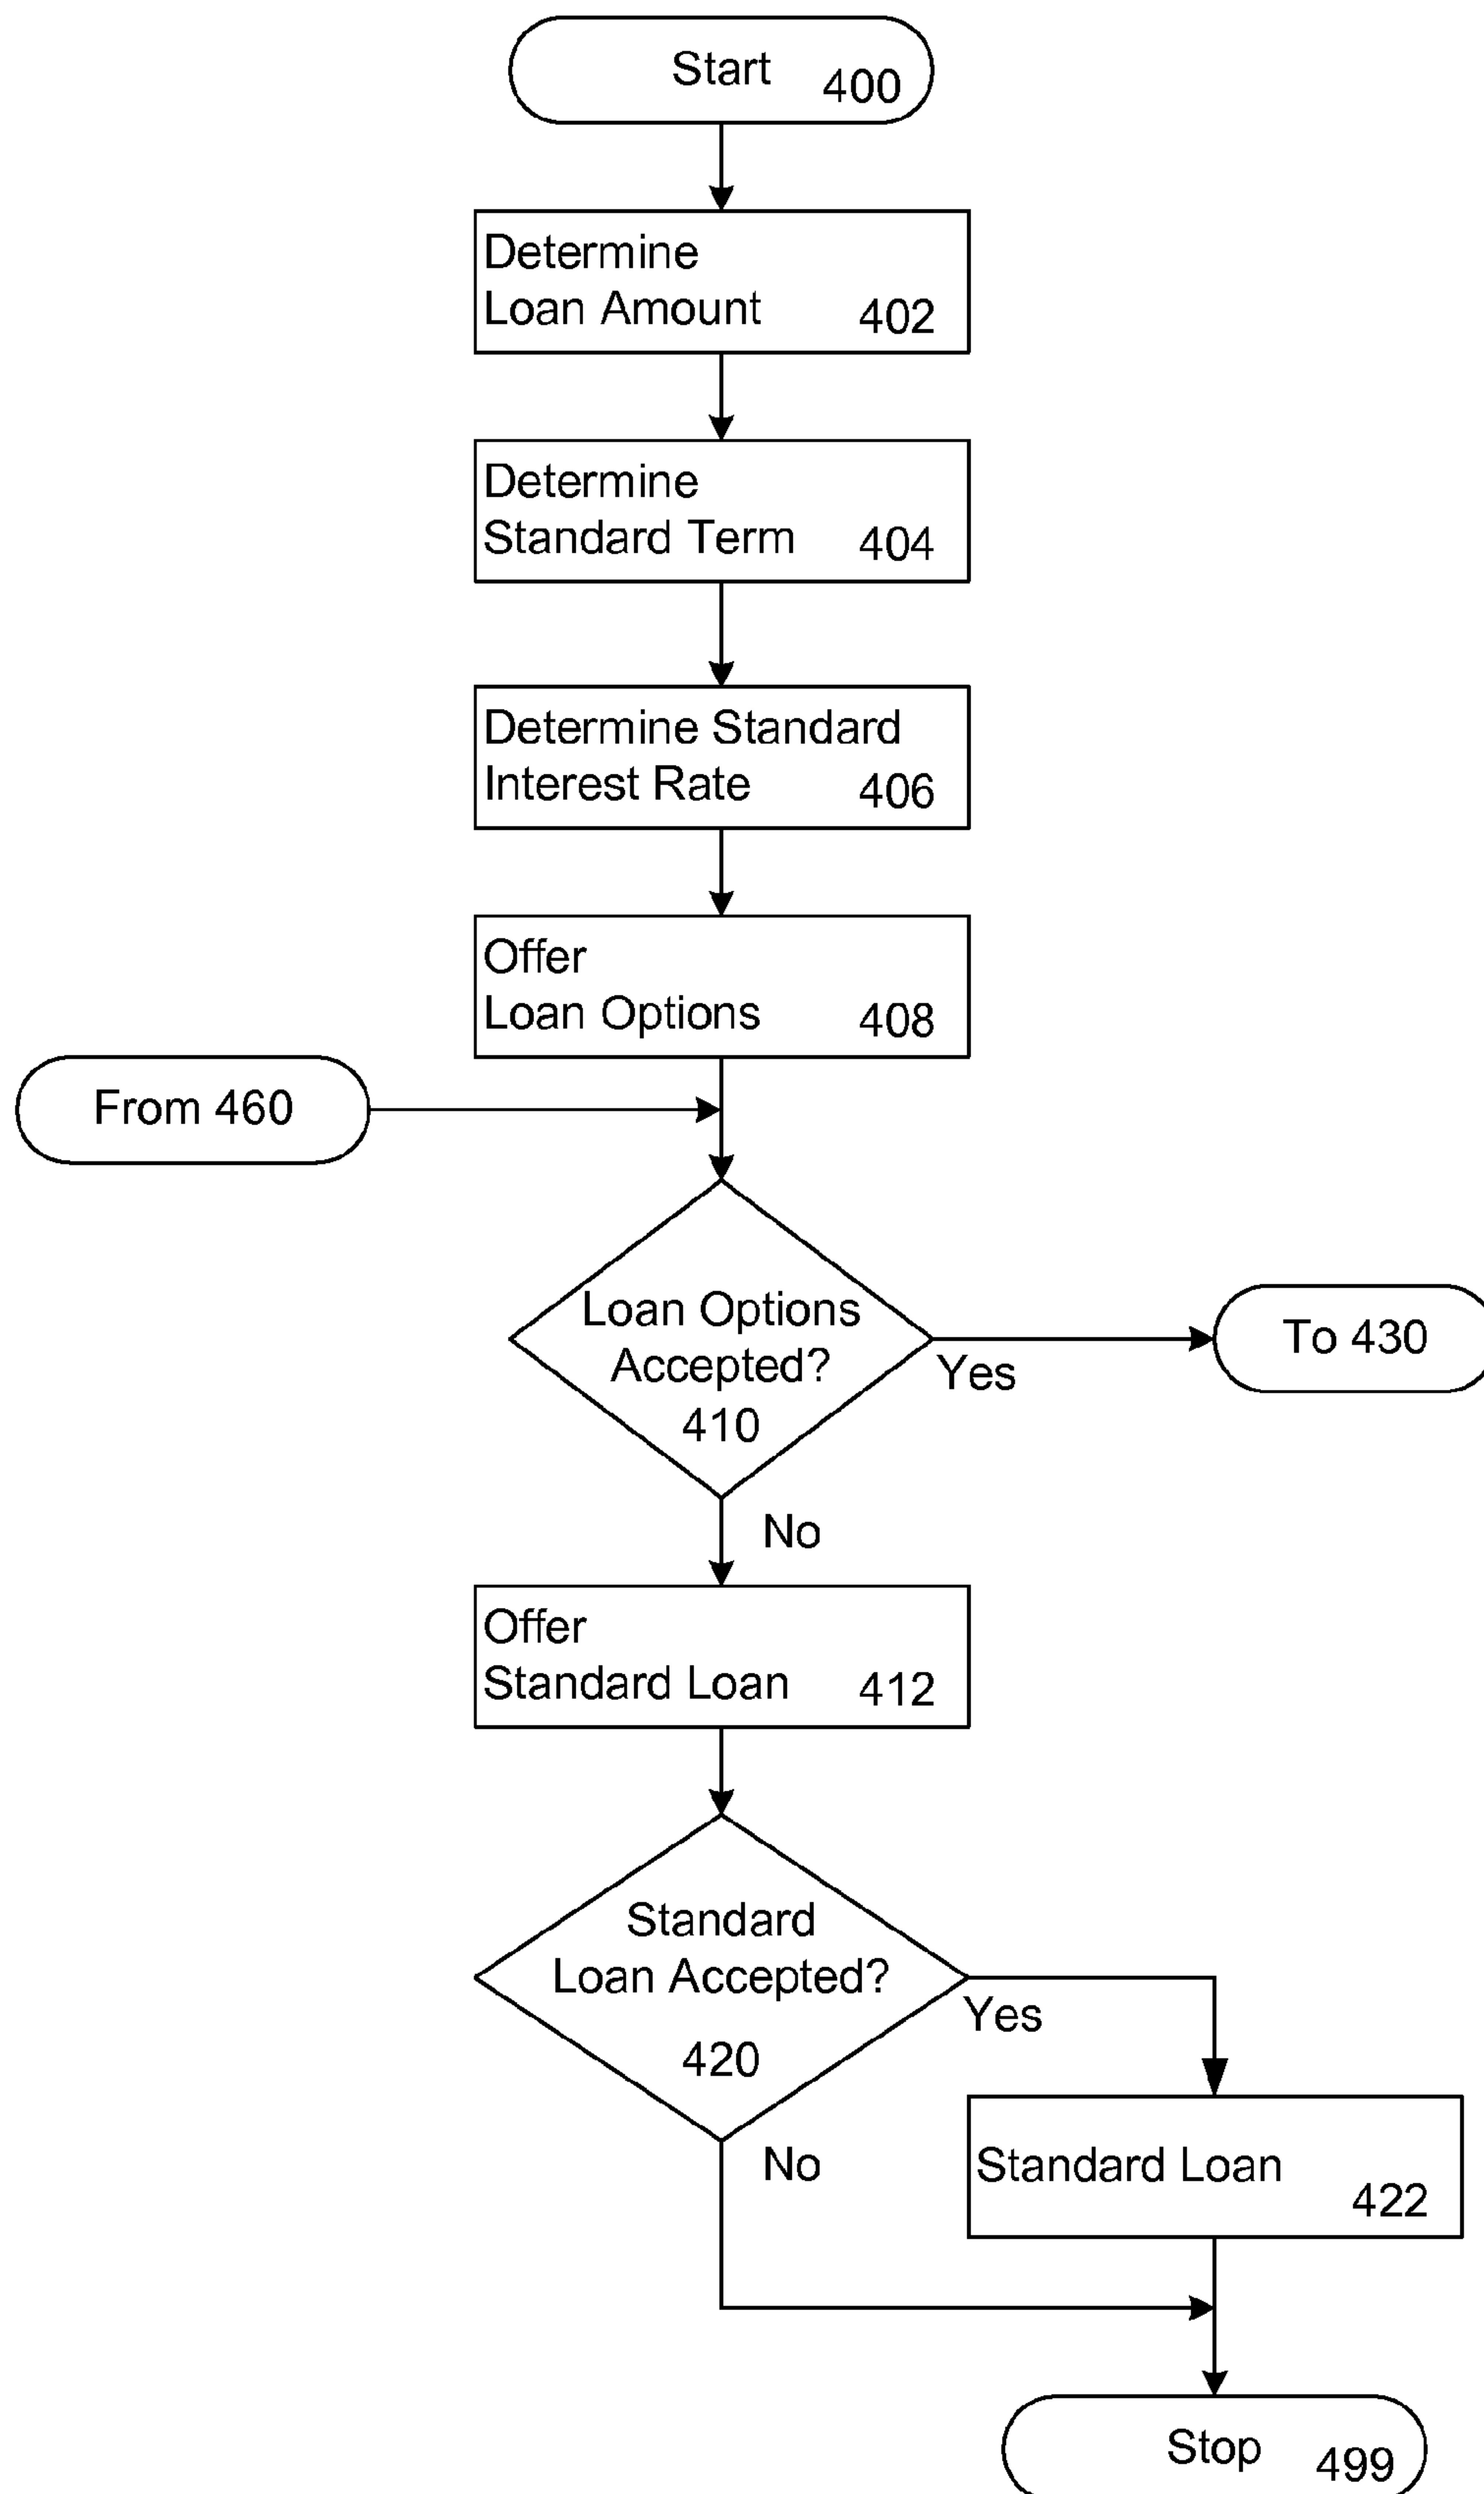 Start 400
Determine
Loan Amount 402
Determine
Standard Term 404
Determine Standard
Interest Rate 406
Offer
Loan Options 408
From 460
Loan Options
Accepted?
410
Yes
To 430
No
Offer
Standard Loan 412
Standard
Loan Accepted?
420
Yes
No
Standard Loan
422
Stop 499